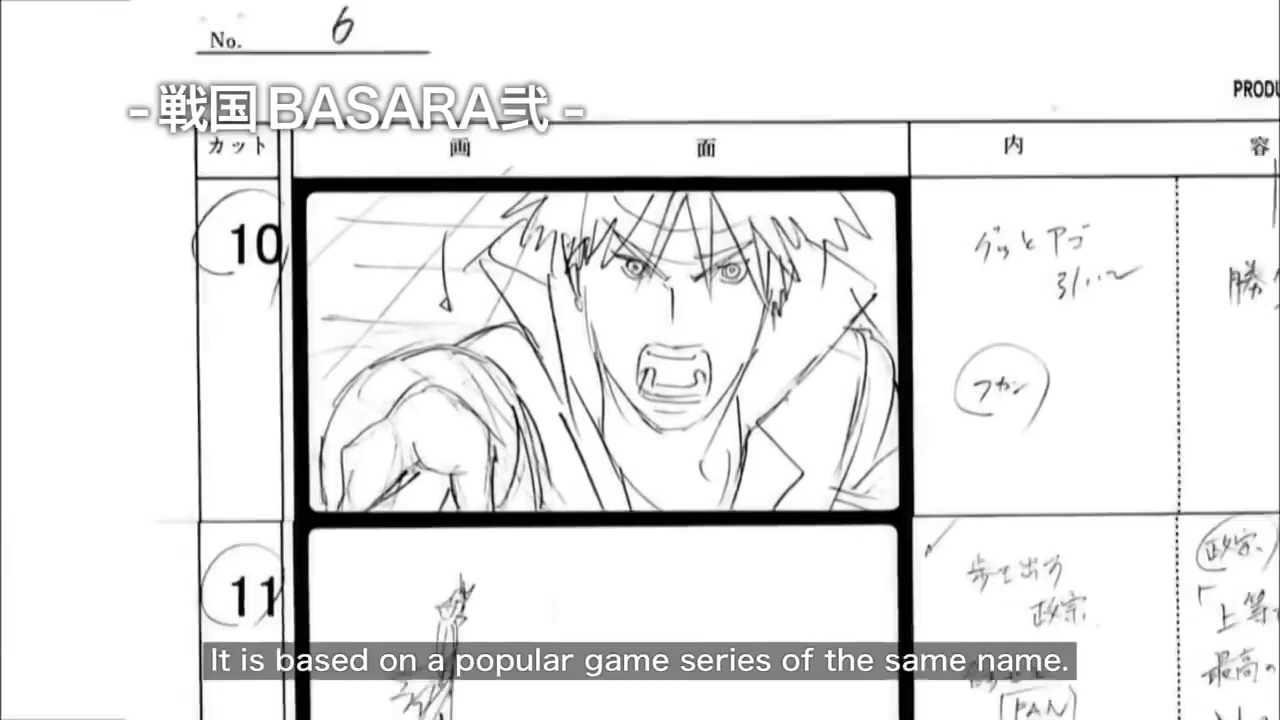 No. 6
PRODU
- 戦国BASARA弐 -
カット 画 面 内 容
10
グッとアゴ
引いて
フカン
勝
11
歩き出す
政宗
政宗
「上等
最高の
(FAN)
It is based on a popular game series of the same name.